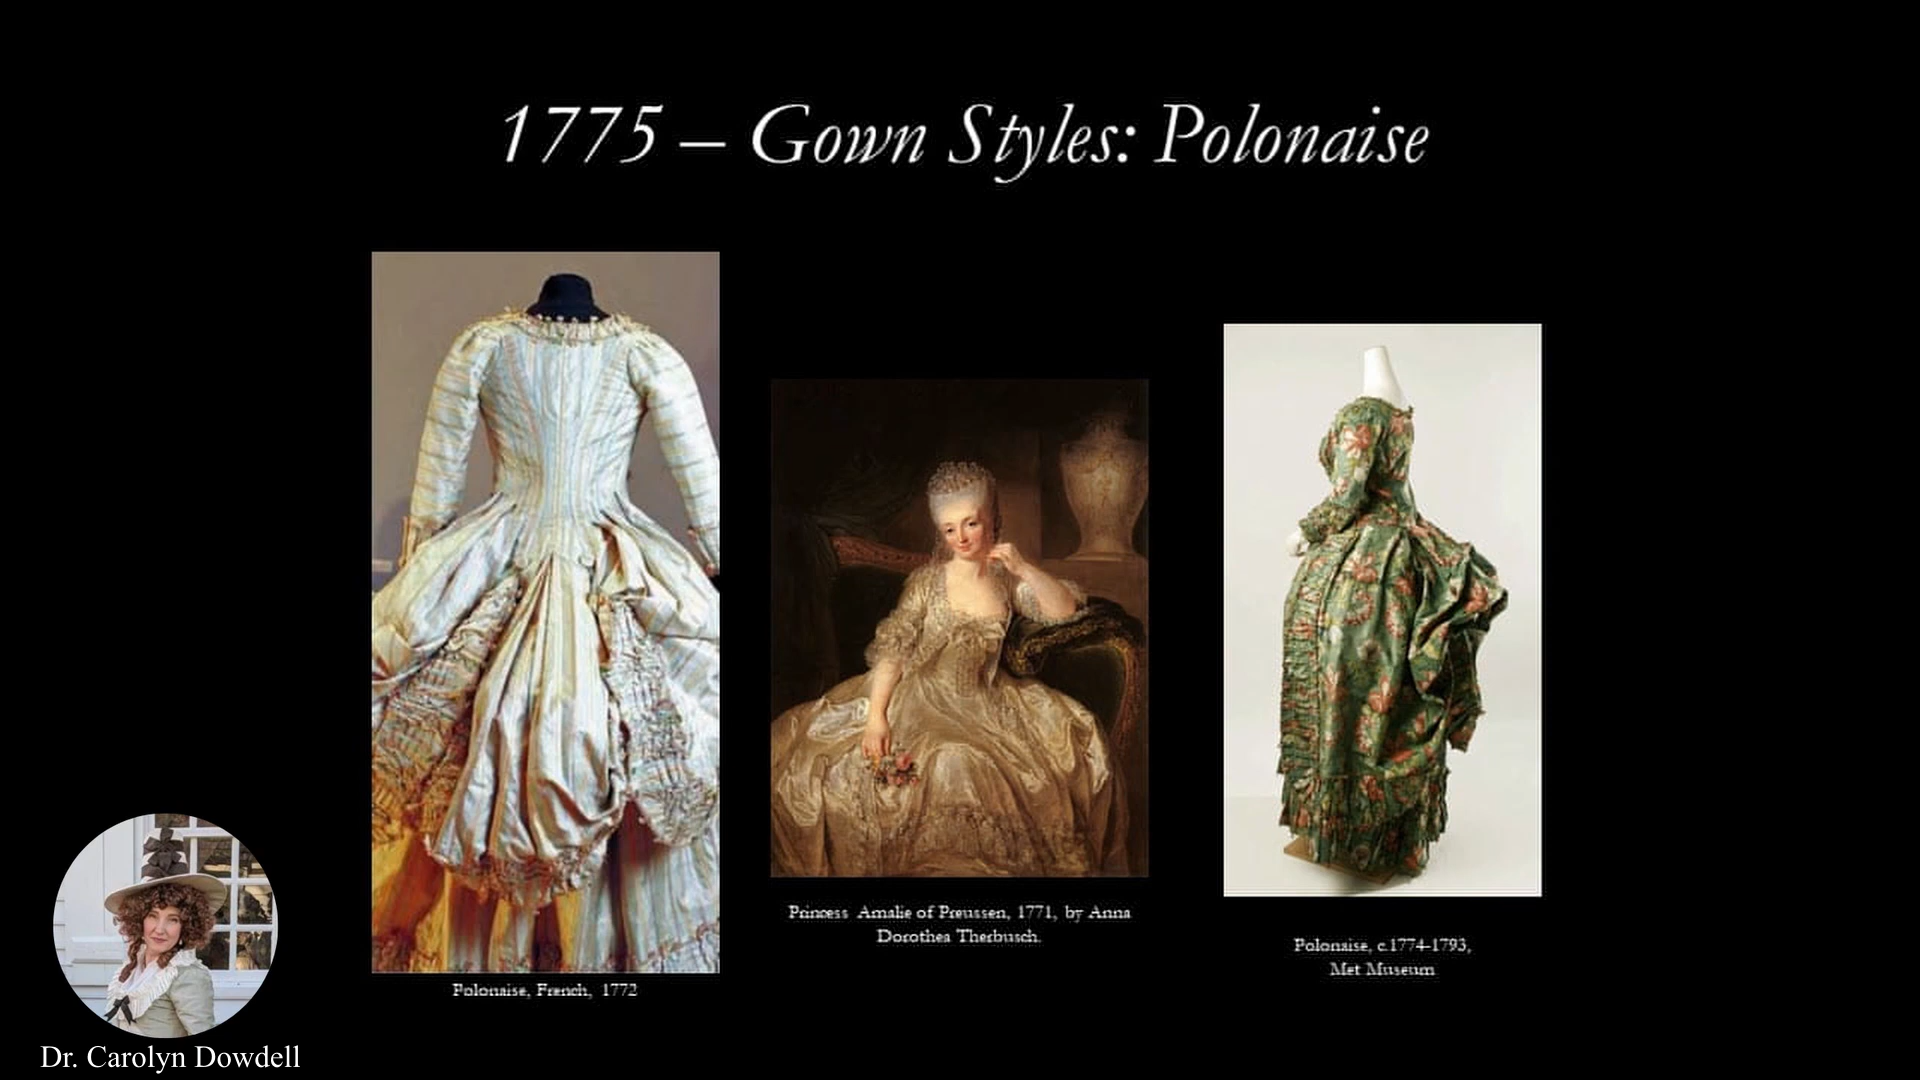 1775 – Gown Styles: Polonaise
Princess Amalie of Preussen, 1771, by Anna
Dorothea Therbusch.
Polonaise, c.1774-1793,
Met Museum
Polonaise, French, 1772
Dr. Carolyn Dowdell